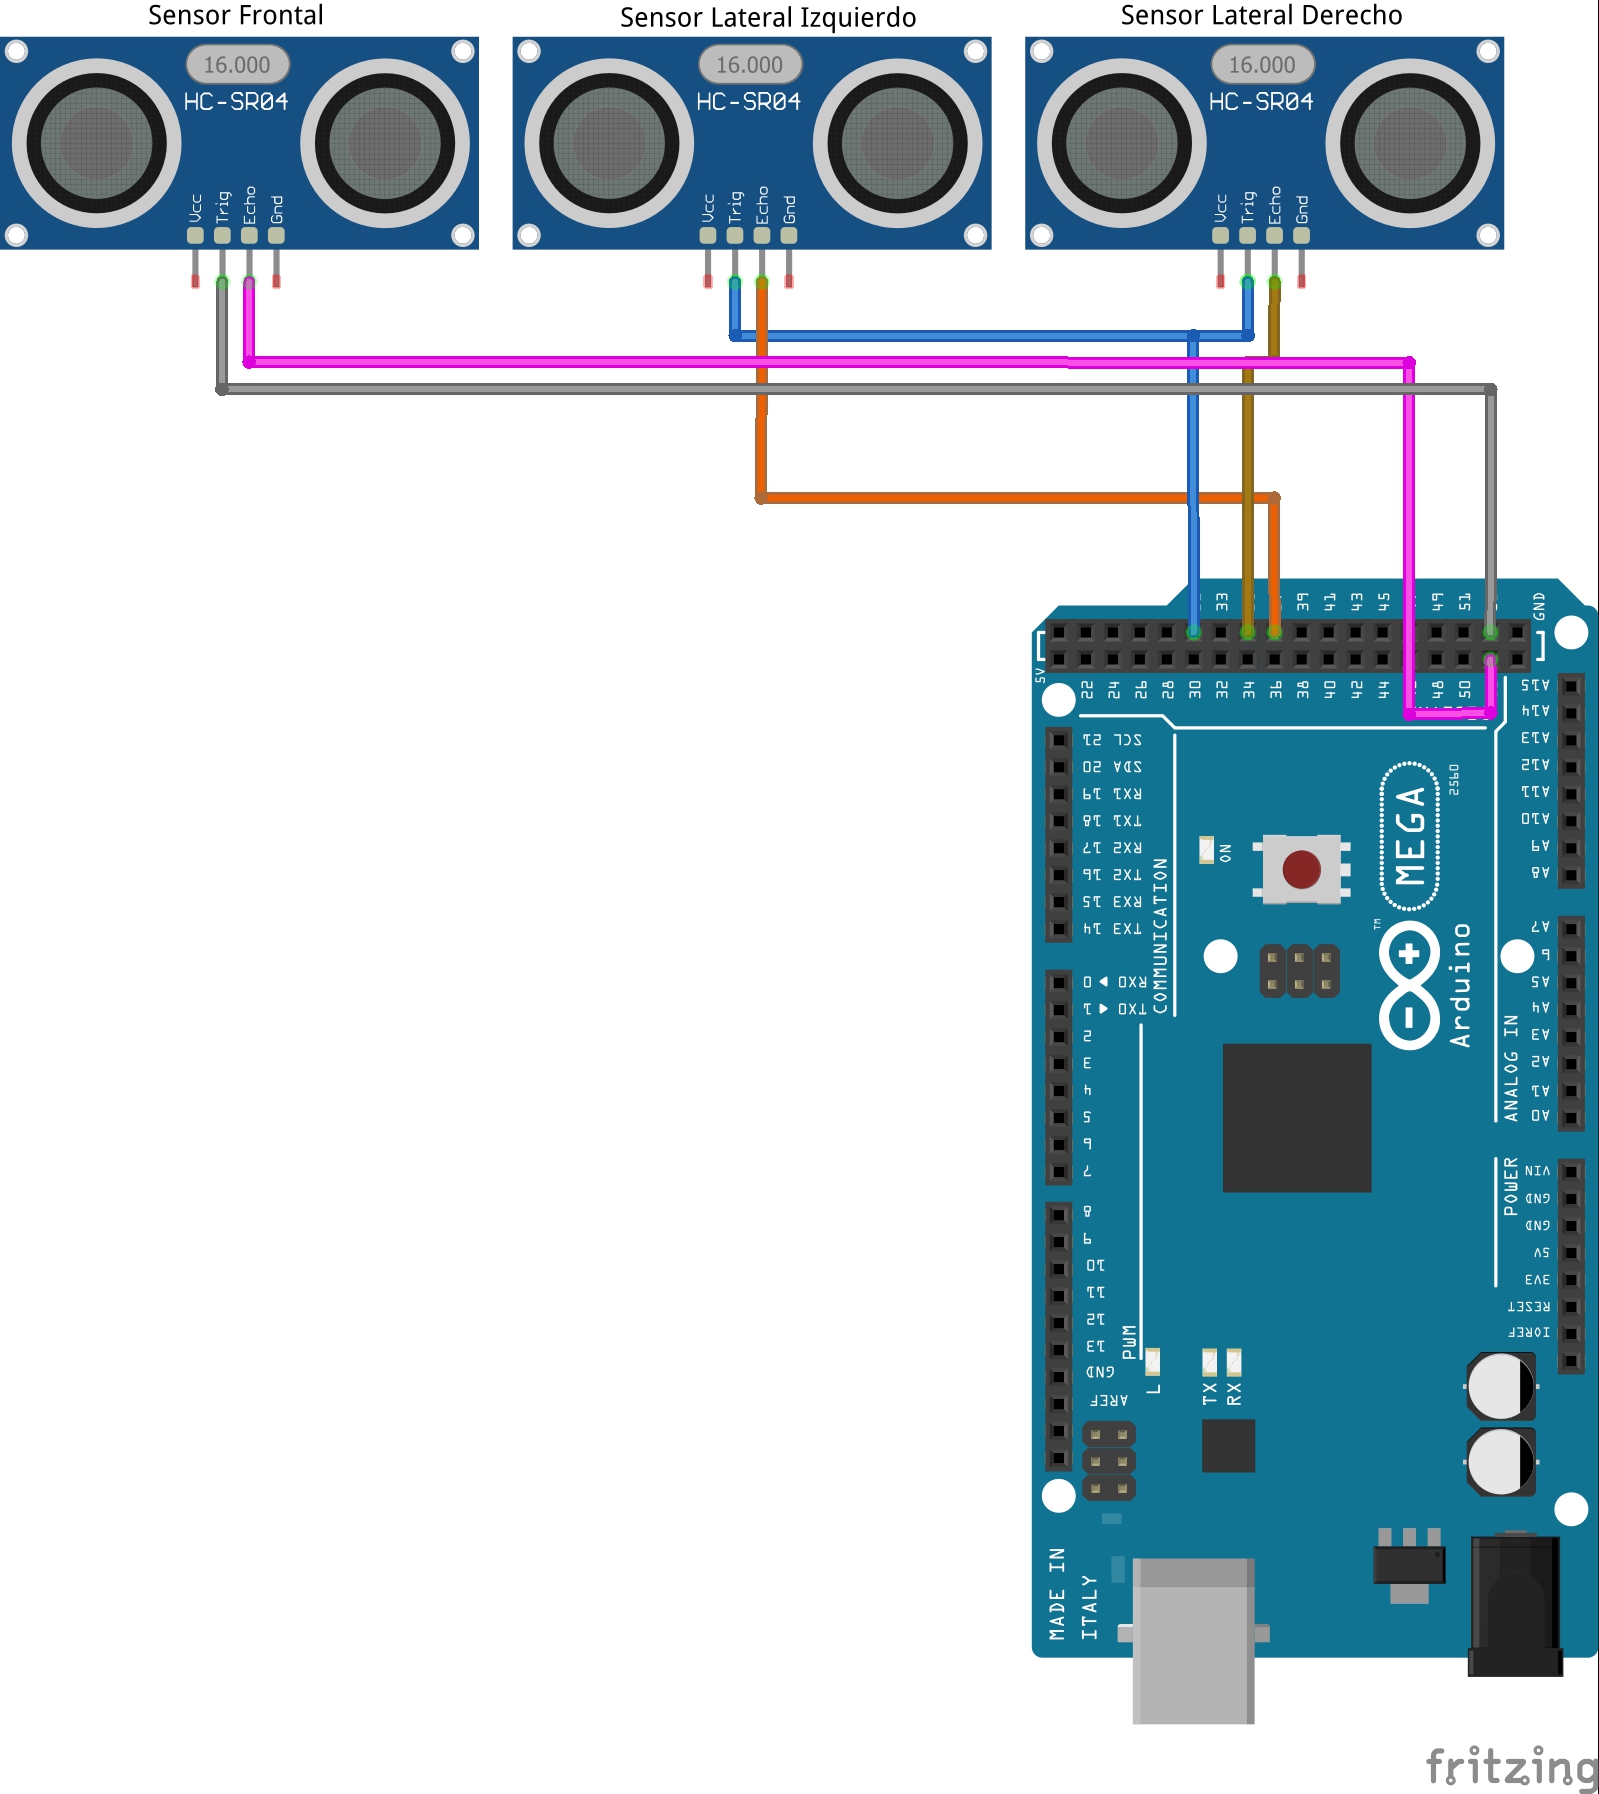 Sensor Frontal
Sensor Lateral Izquierdo
Sensor Lateral Derecho
16.000
16.000
16.000
HC-SR04
HC-SR04
HC-SR04
Vcc Trig Echo Gnd
Vcc Trig Echo Gnd
Vcc Trig Echo Gnd
33 39 41 43 45 49 51 GND
5V 22 24 26 28 30 32 34 36 38 40 42 44 48 50
A15
A14
A13
A12
A11
A10
A9
A8
A7
6
A5
A4
A3
A2
A1
A0
ANALOG IN
SCL 21
SDA 20
RX1 19
TX1 18
RX2 17
TX2 16
RX3 15
TX3 14
RX0 0
TX0 1
COMMUNICATION
2
3
4
5
6
7
8
9
10
11
12
13
GND
AREF
PWM
ON
MEGA
2560
TM
Arduino
POWER
VIN
GND
GND
5V
3V3
RESET
IOREF
L
TX
RX
MADE IN
ITALY
fritzing